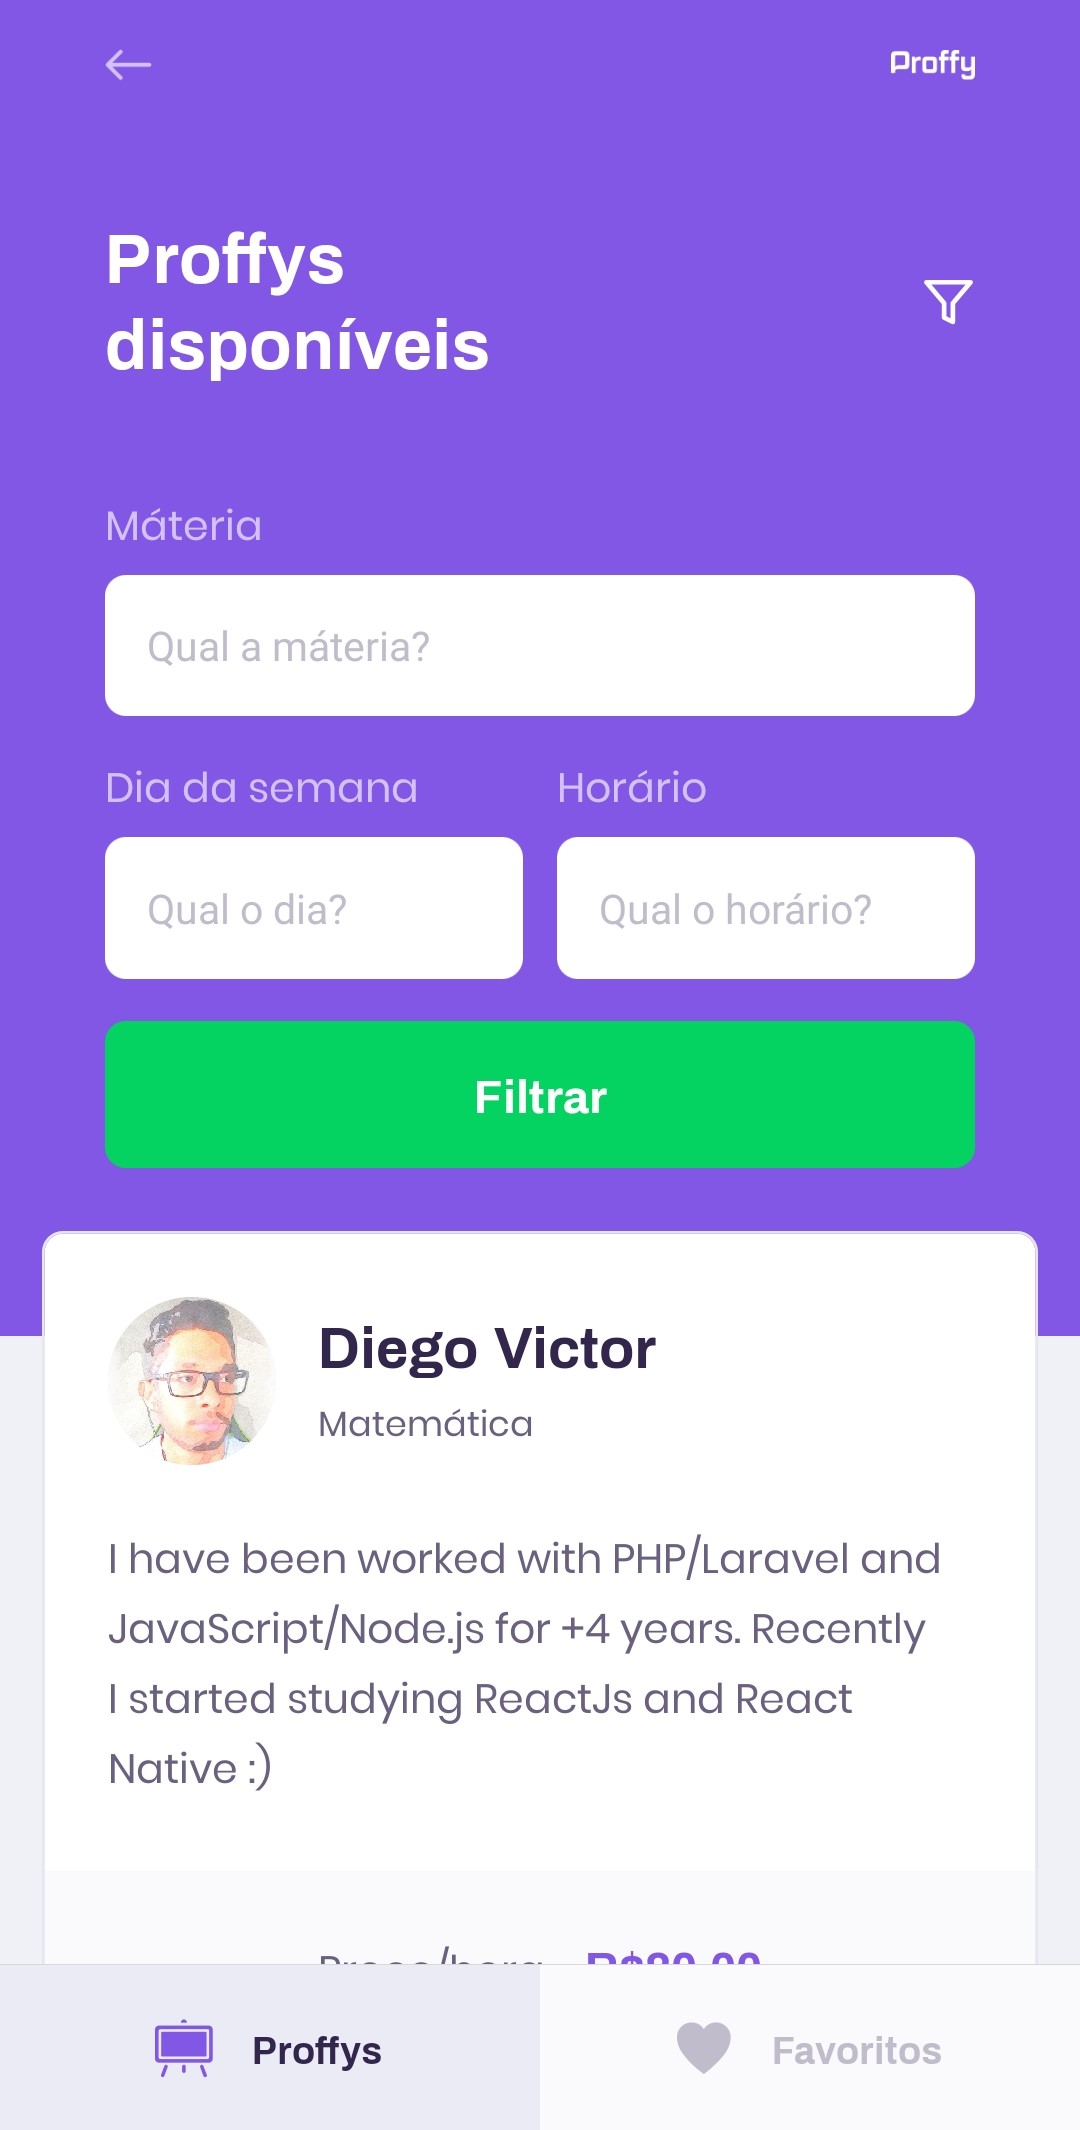 Proffy
Proffys
disponíveis
Máteria
Qual a máteria?
Dia da semana
Horário
Qual o dia?
Qual o horário?
Filtrar
Diego Victor
Matemática
I have been worked with PHP/Laravel and
JavaScript/Node.js for +4 years. Recently
I started studying ReactJs and React
Native :)
Proffys
Favoritos